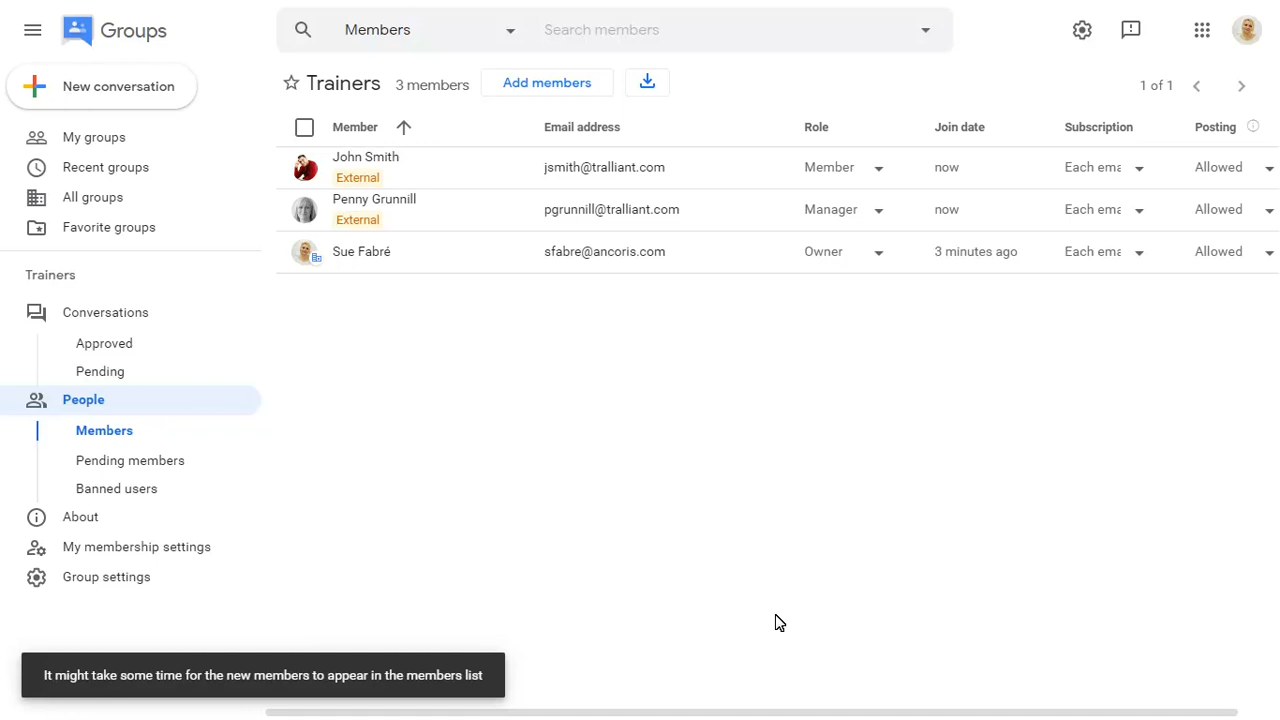 Groups
Members
Search members
New conversation
Trainers
3 members
Add members
1 of 1
My groups
Recent groups
All groups
Favorite groups
Trainers
Conversations
Approved
Pending
People
Members
Pending members
Banned users
About
My membership settings
Group settings
Member Email address Role Join date Subscription Posting
John Smith jsmith@tralliant.com Member now Each ema Allowed
External
Penny Grunnill pgrunnill@tralliant.com Manager now Each ema Allowed
External
Sue Fabré sfabre@ancoris.com Owner 3 minutes ago Each ema Allowed
It might take some time for the new members to appear in the members list